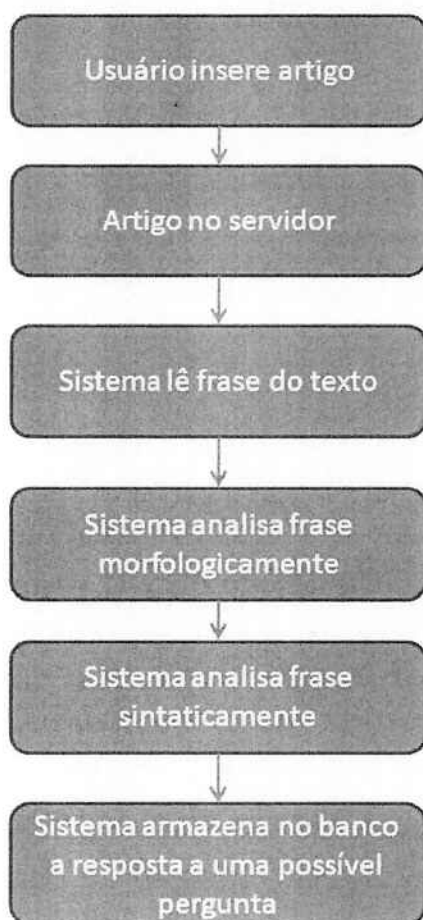 Usuário insere artigo
Artigo no servidor
Sistema lê frase do texto
Sistema analisa frase
morfologicamente
Sistema analisa frase
sintaticamente
Sistema armazena no banco
a resposta a uma possível
pergunta